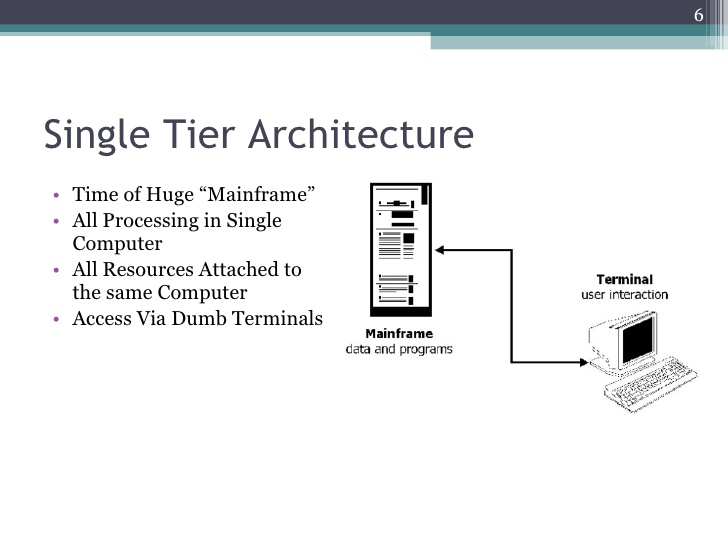 6
Single Tier Architecture
• Time of Huge “Mainframe”
• All Processing in Single
Computer
• All Resources Attached to
the same Computer
• Access Via Dumb Terminals
Mainframe
data and programs
Terminal
user interaction